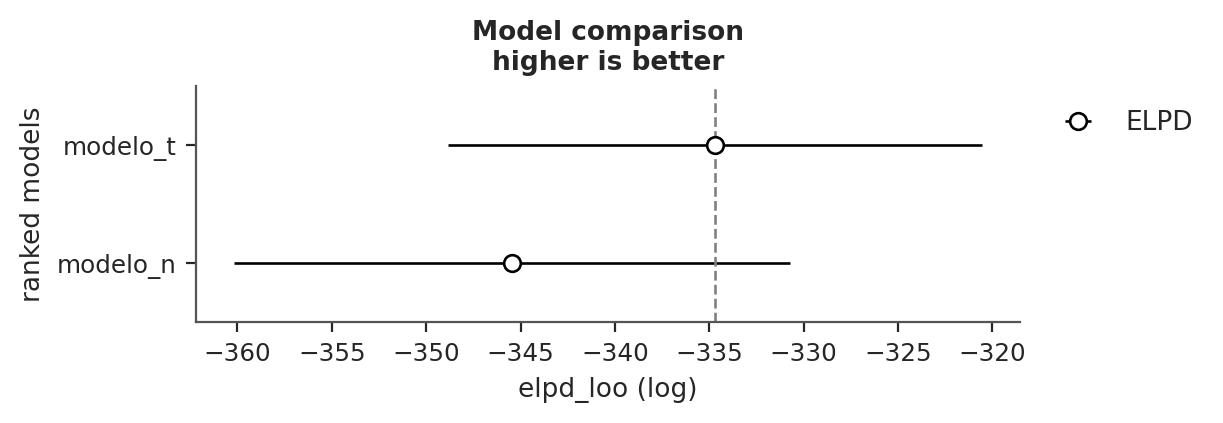 Model comparison
higher is better
ELPD
ranked models
modelo_t
modelo_n
−360 −355 −350 −345 −340 −335 −330 −325 −320
elpd_loo (log)